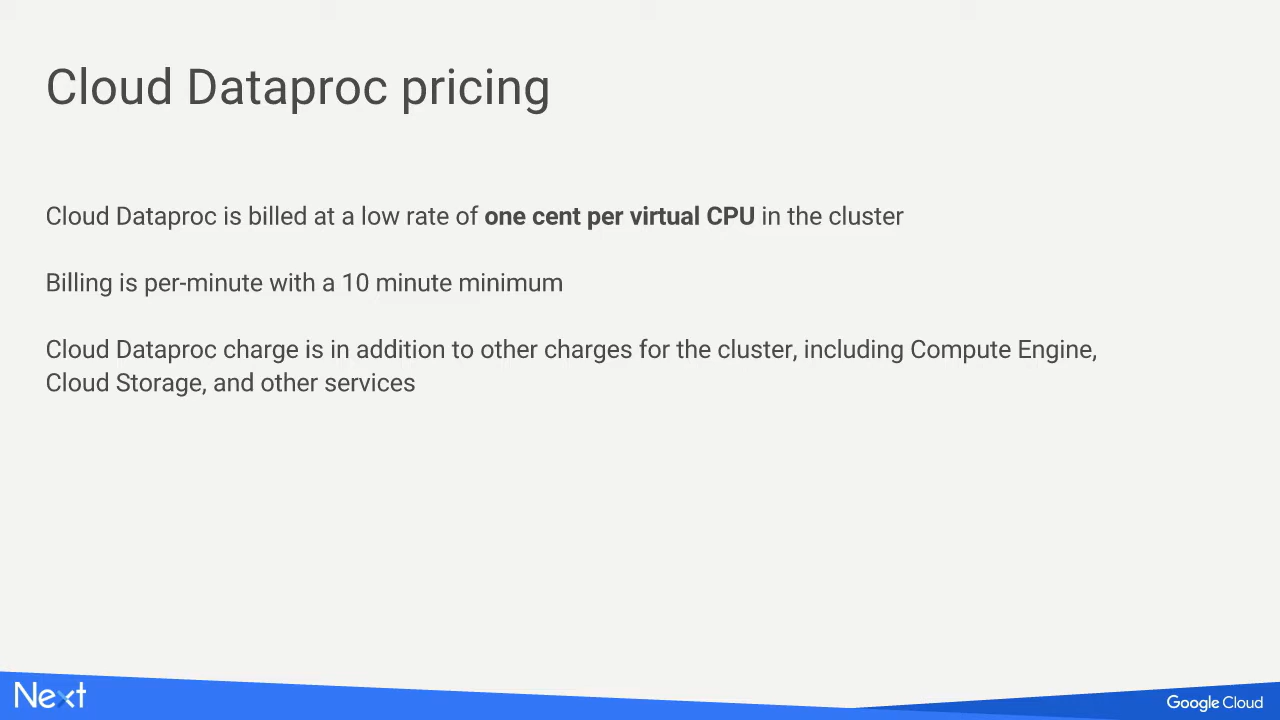 Cloud Dataproc pricing
Cloud Dataproc is billed at a low rate of one cent per virtual CPU in the cluster
Billing is per-minute with a 10 minute minimum
Cloud Dataproc charge is in addition to other charges for the cluster, including Compute Engine,
Cloud Storage, and other services
Next
Google Cloud